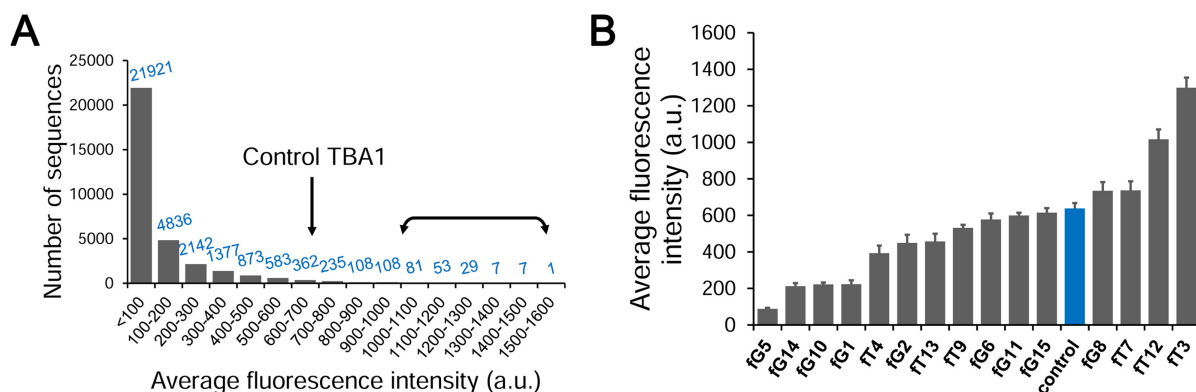 A
Number of sequences
25000
20000
15000
10000
5000
0
21921
4836
2142
1377
873
583
362
235
108
108
81
53
29
7
7
1
Control TBA1
<100
100-200
200-300
300-400
400-500
500-600
600-700
700-800
800-900
900-1000
1000-1100
1100-1200
1200-1300
1300-1400
1400-1500
1500-1600
Average fluorescence intensity (a.u.)
B
Average fluorescence
intensity (a.u.)
1600
1400
1200
1000
800
600
400
200
0
fG5
fG14
fG10
fG1
fT4
fG2
fT13
fT9
fG6
fG11
fG15
control
fG8
fT7
fT12
fT3